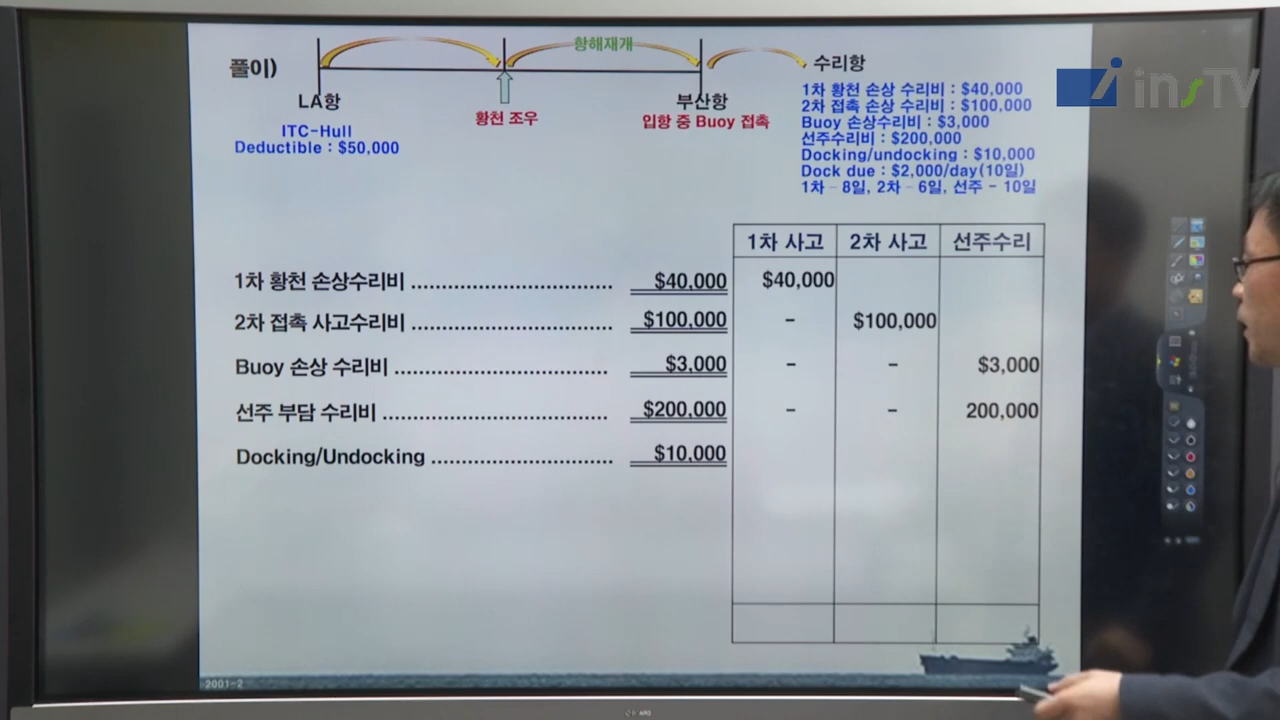 풀이)
항해재개
LA항
황천 조우
부산항
수리항
ITC-Hull
Deductible : $50,000
입항 중 Buoy 접촉
1차 황천 손상 수리비 : $40,000
2차 접촉 손상 수리비 : $100,000
Buoy 손상수리비 : $3,000
선주수리비 : $200,000
Docking/undocking : $10,000
Dock due : $2,000/day(10일)
1차 - 8일, 2차 - 6일, 선주 - 10일
insTV
1차 사고 2차 사고 선주수리
1차 황천 손상수리비 .................................. $40,000 $40,000
2차 접촉 사고수리비 .................................. $100,000 - $100,000
Buoy 손상 수리비 .................................... $3,000 - - $3,000
선주 부담 수리비 ...................................... $200,000 - - 200,000
Docking/Undocking ............................... $10,000
2001-2